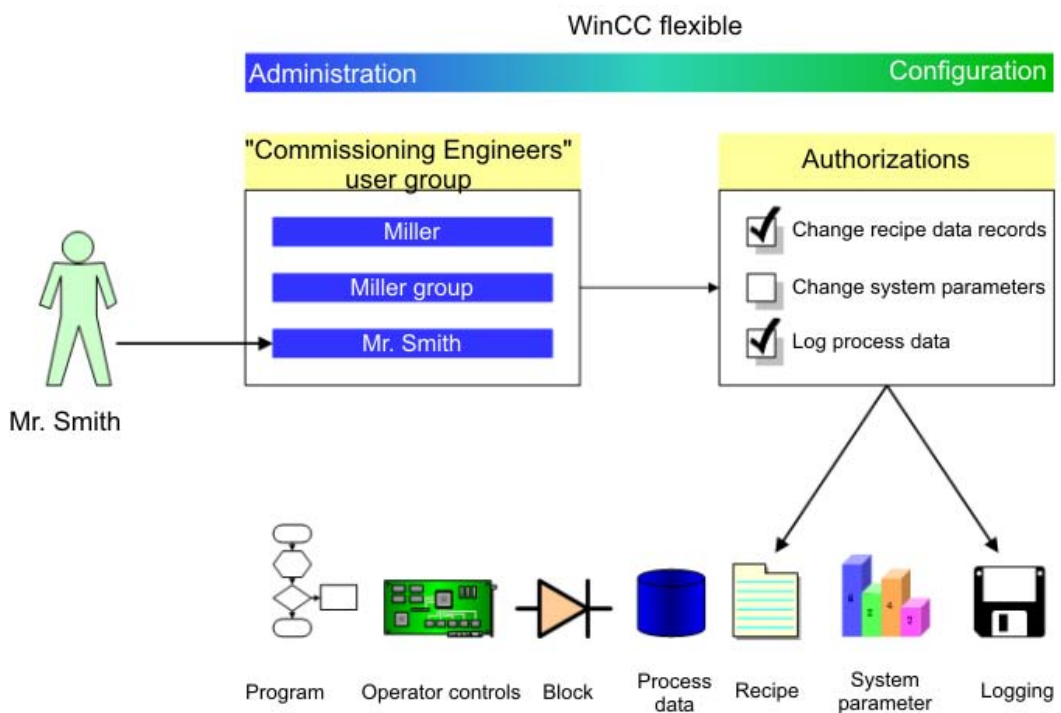 WinCC flexible
Administration
Configuration
"Commissioning Engineers"
user group
Authorizations
Miller
Miller group
Mr. Smith
Change recipe data records
Change system parameters
Log process data
Mr. Smith
Program
Operator controls
Block
Process
data
Recipe
System
parameter
Logging